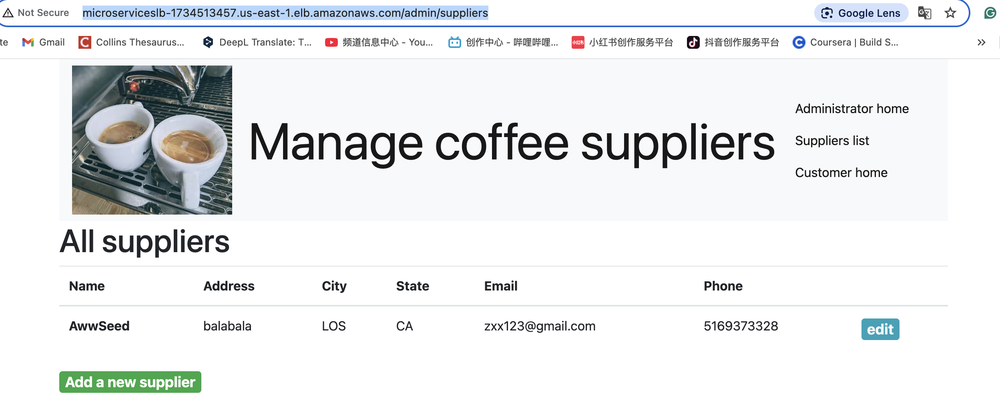 Not Secure microserviceslb-1734513457.us-east-1.elb.amazonaws.com/admin/suppliers Google Lens
te Gmail Collins Thesaurus... DeepL Translate: T... 频道信息中心 - You... 创作中心 - 哔哩哔哩... 小红书 小红书创作服务平台 抖音创作服务平台 Coursera | Build S... »
Administrator home
Manage coffee suppliers
Suppliers list
Customer home
All suppliers
Name Address City State Email Phone
AwwSeed balabala LOS CA zxx123@gmail.com 5169373328 edit
Add a new supplier